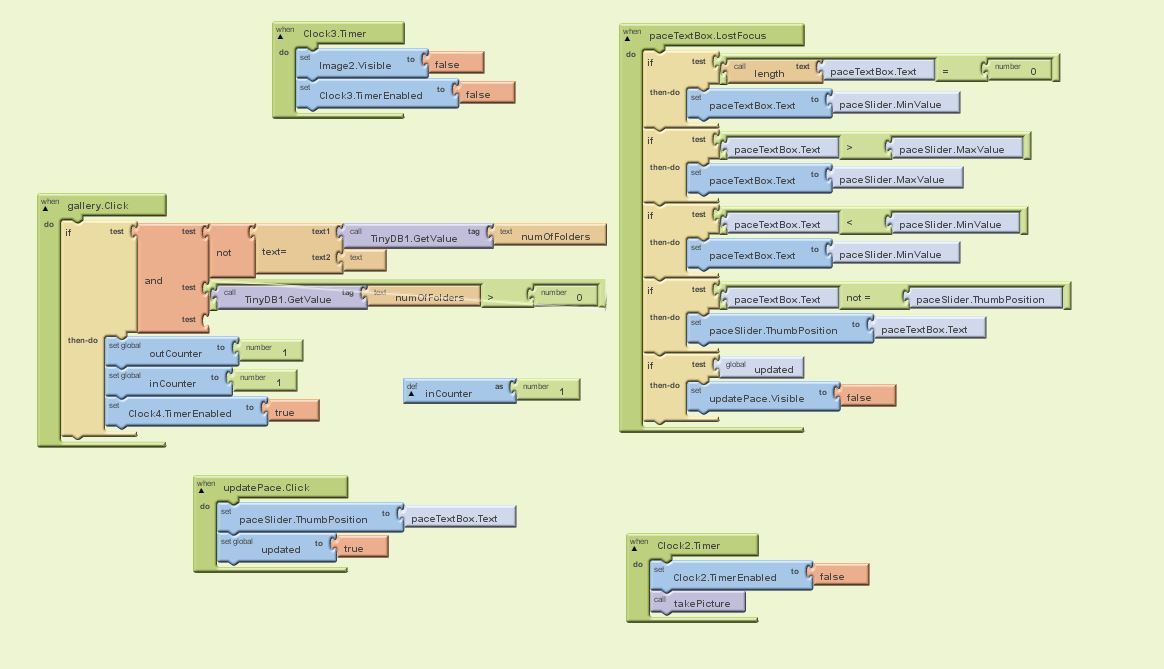 when Clock3.Timer
do set Image2.Visible to false
set Clock3.TimerEnabled to false
when paceTextBox.LostFocus
do if test call length text paceTextBox.Text = number 0
then-do set paceTextBox.Text to paceSlider.MinValue
if test paceTextBox.Text > paceSlider.MaxValue
then-do set paceTextBox.Text to paceSlider.MaxValue
if test paceTextBox.Text < paceSlider.MinValue
then-do set paceTextBox.Text to paceSlider.MinValue
if test paceTextBox.Text not = paceSlider.ThumbPosition
then-do set paceSlider.ThumbPosition to paceTextBox.Text
if test global updated
then-do set updatePace.Visible to false
when gallery.Click
do if test and test not text= text1 call TinyDB1.GetValue tag text numOfFolders
text2 text
test call TinyDB1.GetValue tag text numOfFolders > number 0
test
then-do set global outCounter to number 1
set global inCounter to number 1
set Clock4.TimerEnabled to true
def inCounter as number 1
when updatePace.Click
do set paceSlider.ThumbPosition to paceTextBox.Text
set global updated to true
when Clock2.Timer
do set Clock2.TimerEnabled to false
call takePicture